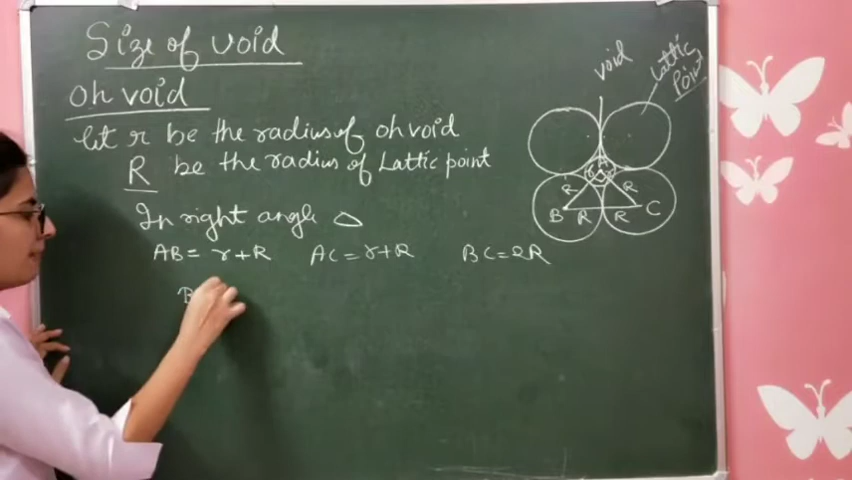 Size of void
oh void
let r be the radius of oh void
R be the radius of Lattic point
In right angle △
AB = r+R AC = r+R BC = 2R
B
void
Lattic
Point
A
r r
R R
B R R C